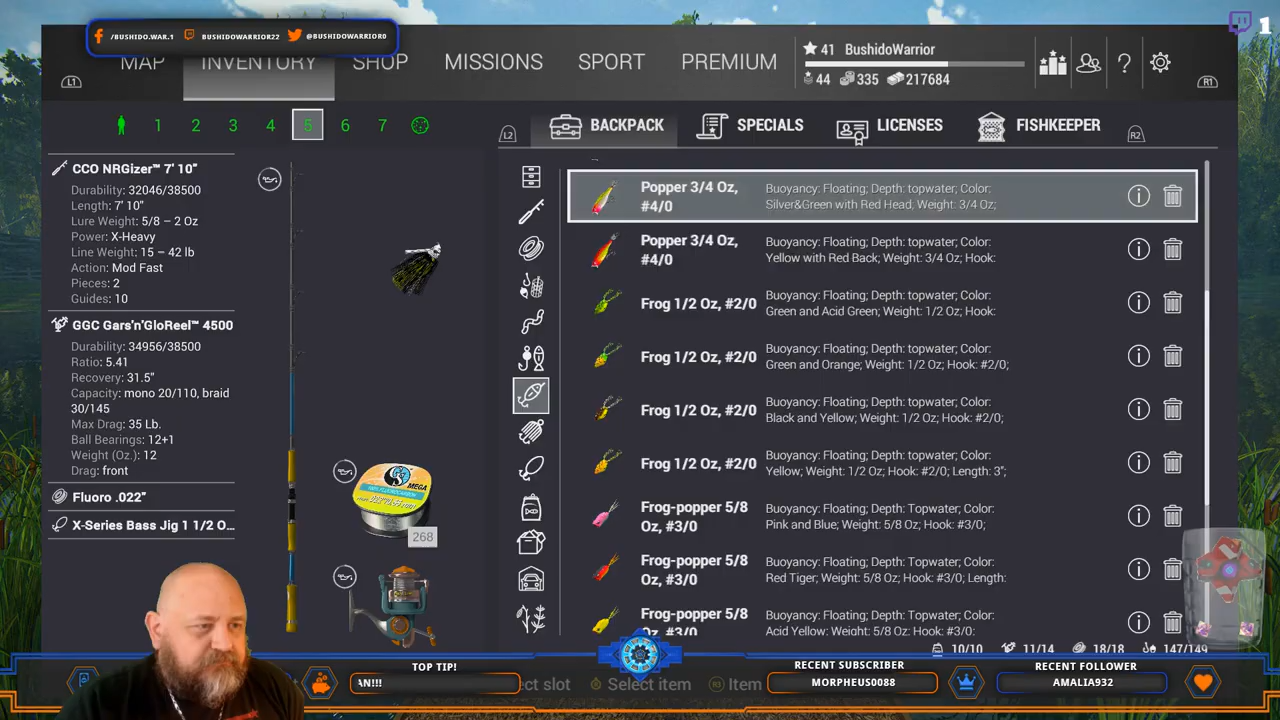 /BUSHIDO.WAR.1 BUSHIDOWARRIOR22 @BUSHIDOWARRIOR0
1
L1 MAP INVENTORY SHOP MISSIONS SPORT PREMIUM
41 BushidoWarrior
44 335 217684
R1
1 2 3 4 5 6 7
L2 BACKPACK SPECIALS LICENSES FISHKEEPER R2
CCO NRGizer™ 7' 10"
Durability: 32046/38500
Length: 7' 10"
Lure Weight: 5/8 – 2 Oz
Power: X-Heavy
Line Weight: 15 – 42 lb
Action: Mod Fast
Pieces: 2
Guides: 10
GGC Gars'n'GloReel™ 4500
Durability: 34956/38500
Ratio: 5.41
Recovery: 31.5"
Capacity: mono 20/110, braid
30/145
Max Drag: 35 Lb.
Ball Bearings: 12+1
Weight (Oz.): 12
Drag: front
Fluoro .022"
X-Series Bass Jig 1 1/2 O...
MEGA
268
Popper 3/4 Oz,
#4/0
Buoyancy: Floating; Depth: topwater; Color:
Silver&Green with Red Head; Weight: 3/4 Oz;
Popper 3/4 Oz,
#4/0
Buoyancy: Floating; Depth: topwater; Color:
Yellow with Red Back; Weight: 3/4 Oz; Hook:
Frog 1/2 Oz, #2/0
Buoyancy: Floating; Depth: topwater; Color:
Green and Acid Green; Weight: 1/2 Oz; Hook:
Frog 1/2 Oz, #2/0
Buoyancy: Floating; Depth: topwater; Color:
Green and Orange; Weight: 1/2 Oz; Hook: #2/0;
Frog 1/2 Oz, #2/0
Buoyancy: Floating; Depth: topwater; Color:
Black and Yellow; Weight: 1/2 Oz; Hook: #2/0;
Frog 1/2 Oz, #2/0
Buoyancy: Floating; Depth: topwater; Color:
Yellow; Weight: 1/2 Oz; Hook: #2/0; Length: 3";
Frog-popper 5/8
Oz, #3/0
Buoyancy: Floating; Depth: Topwater; Color:
Pink and Blue; Weight: 5/8 Oz; Hook: #3/0;
Frog-popper 5/8
Oz, #3/0
Buoyancy: Floating; Depth: Topwater; Color:
Red Tiger; Weight: 5/8 Oz; Hook: #3/0; Length:
Frog-popper 5/8
Oz, #3/0
Buoyancy: Floating; Depth: Topwater; Color:
Acid Yellow; Weight: 5/8 Oz; Hook: #3/0;
10/10 11/14 18/18 147/149
TOP TIP!
AN!!!
ect slot Select item R3 Item
RECENT SUBSCRIBER
MORPHEUS0088
RECENT FOLLOWER
AMALIA932